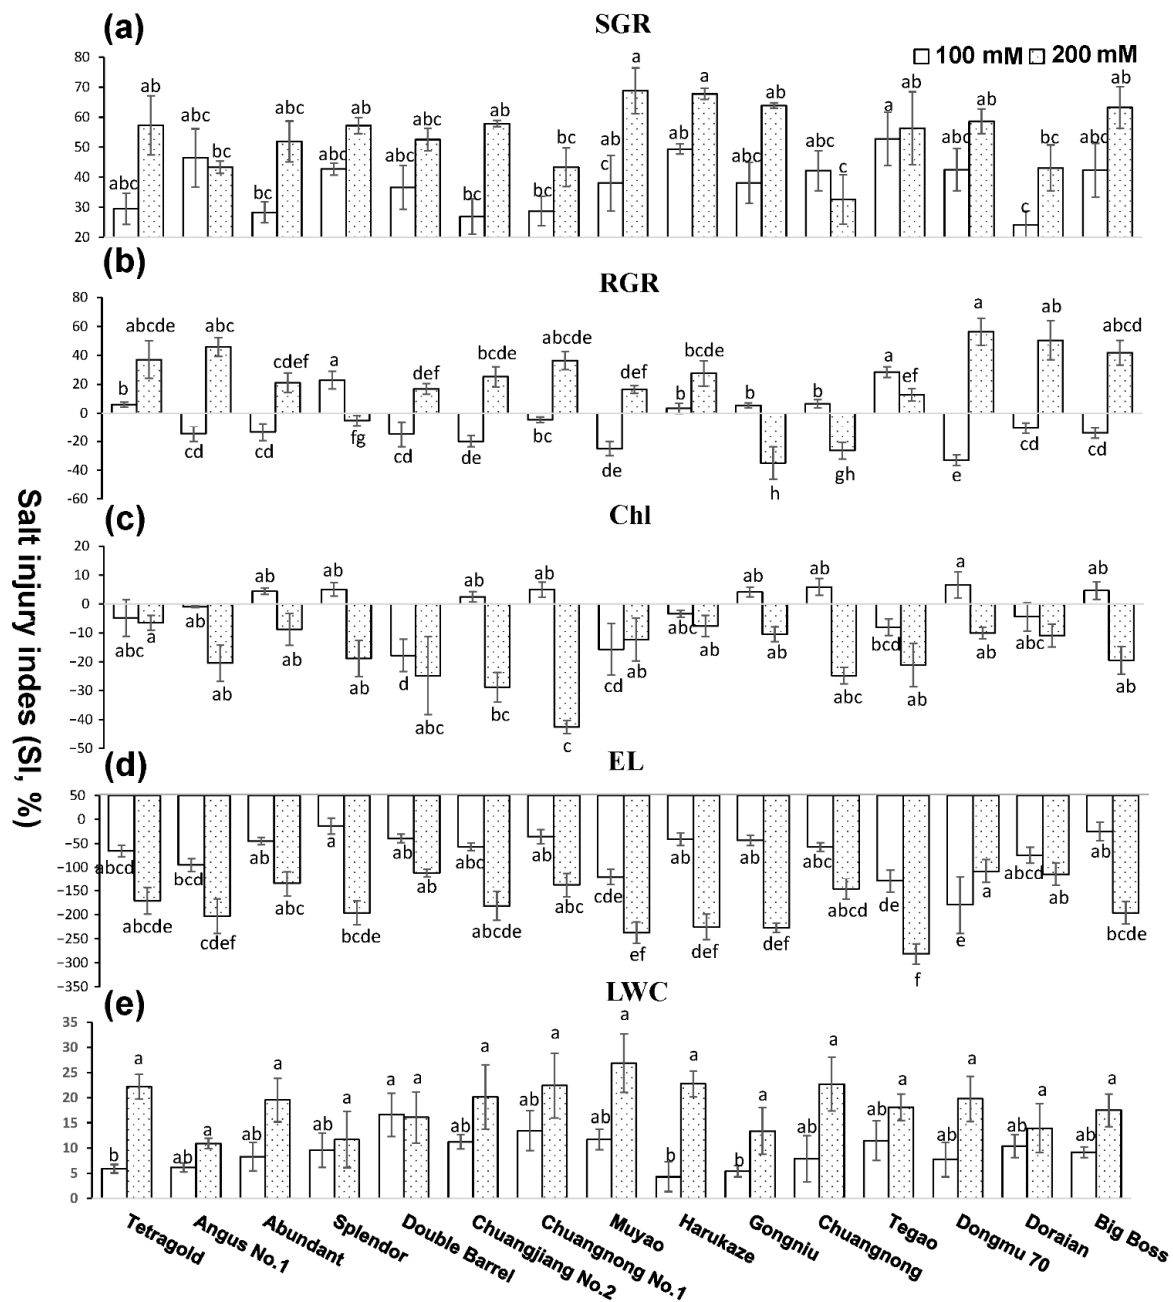 (a)
SGR
100 mM 200 mM
80
70
60
50
40
30
20
abc ab abc bc bc abc abc ab abc ab bc ab bc bc ab c a ab a abc ab abc c a ab abc ab c bc abc ab
(b)
RGR
80
60
40
20
0
-20
-40
-60
b abcde cd abc cd cdef a fg cd def de bcde bc abcde de def b bcde b h b gh a ef e a cd ab cd abcd
(c)
Chl
20
10
0
-10
-20
-30
-40
-50
abc a ab ab ab ab ab ab d abc ab bc ab c cd ab abc ab ab ab ab abc bcd ab a ab abc ab ab
(d)
EL
50
0
-50
-100
-150
-200
-250
-300
-350
abcd abcde bcd cdef ab abc a bcde ab ab abc abcde ab abc cde ef ab def ab def abc abcd de f e a abcd ab ab bcde
(e)
LWC
35
30
25
20
15
10
5
0
b a ab a ab a ab a a a ab a ab a ab a b a b a ab a ab a ab a ab a ab a
Tetragold
Angus No.1
Abundant
Splendor
Double Barrel
Chuangjiang No.2
Chuangnong No.1
Muyao
Harukaze
Gongniu
Chuangnong
Tegao
Dongmu 70
Doraian
Big Boss
Salt injury indes (SI, %)